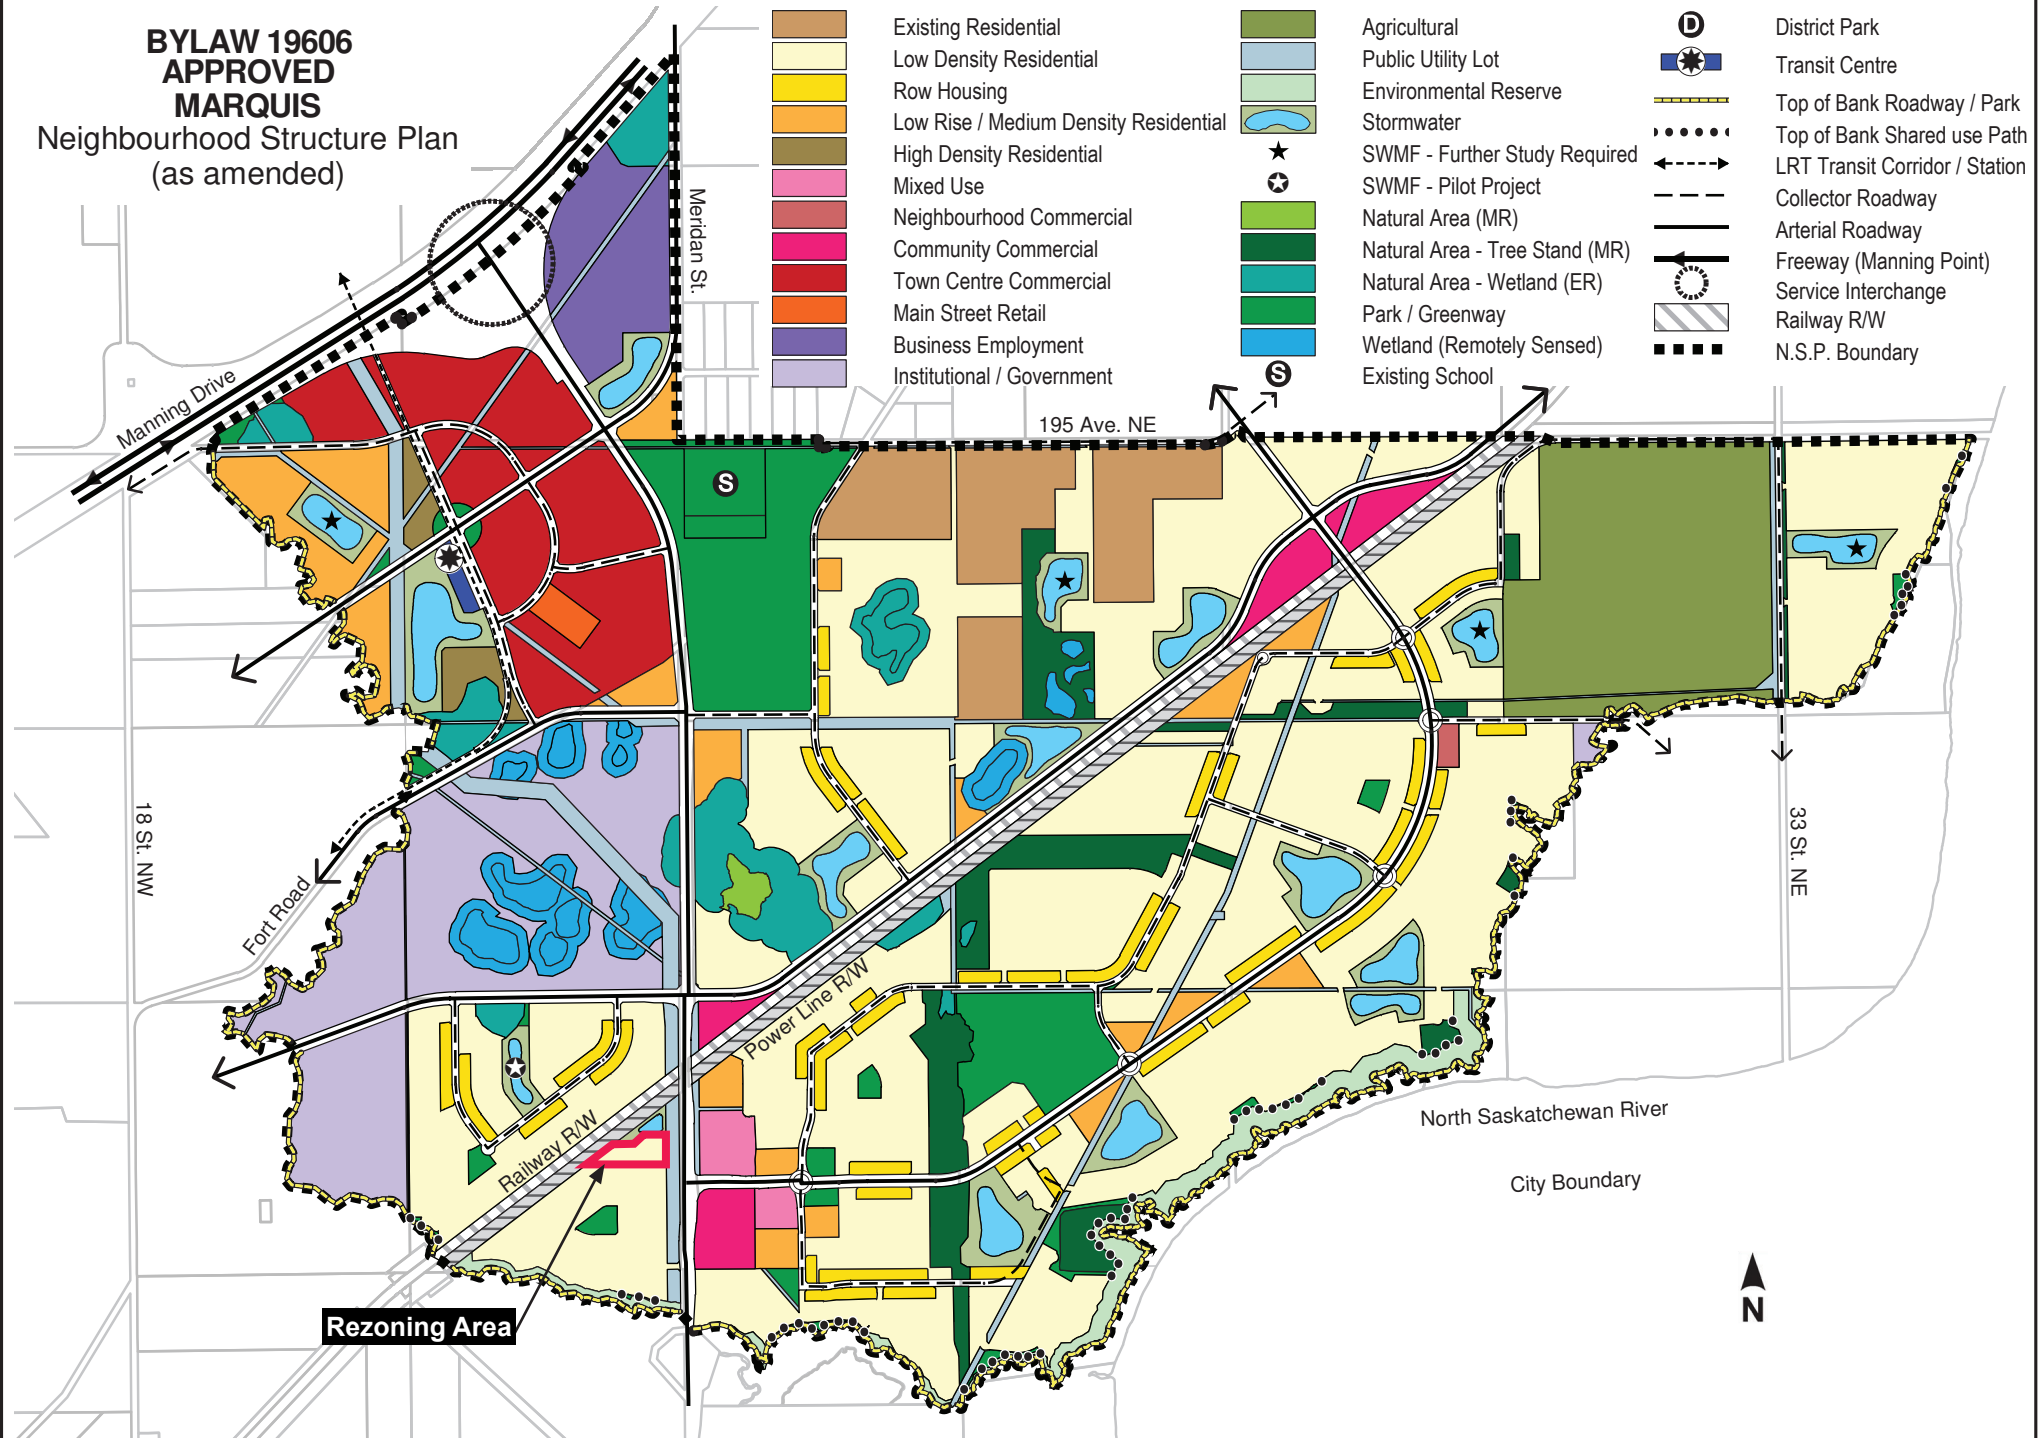 BYLAW 19606
APPROVED
MARQUIS
Neighbourhood Structure Plan
(as amended)
Existing Residential
Low Density Residential
Row Housing
Low Rise / Medium Density Residential
High Density Residential
Mixed Use
Neighbourhood Commercial
Community Commercial
Town Centre Commercial
Main Street Retail
Business Employment
Institutional / Government
Agricultural
Public Utility Lot
Environmental Reserve
Stormwater
SWMF - Further Study Required
SWMF - Pilot Project
Natural Area (MR)
Natural Area - Tree Stand (MR)
Natural Area - Wetland (ER)
Park / Greenway
Wetland (Remotely Sensed)
S
Existing School
D
District Park
Transit Centre
Top of Bank Roadway / Park
Top of Bank Shared use Path
LRT Transit Corridor / Station
Collector Roadway
Arterial Roadway
Freeway (Manning Point)
Service Interchange
Railway R/W
N.S.P. Boundary
Meridan St.
Manning Drive
195 Ave. NE
S
18 St. NW
33 St. NE
Fort Road
Power Line R/W
Railway R/W
North Saskatchewan River
City Boundary
Rezoning Area
N